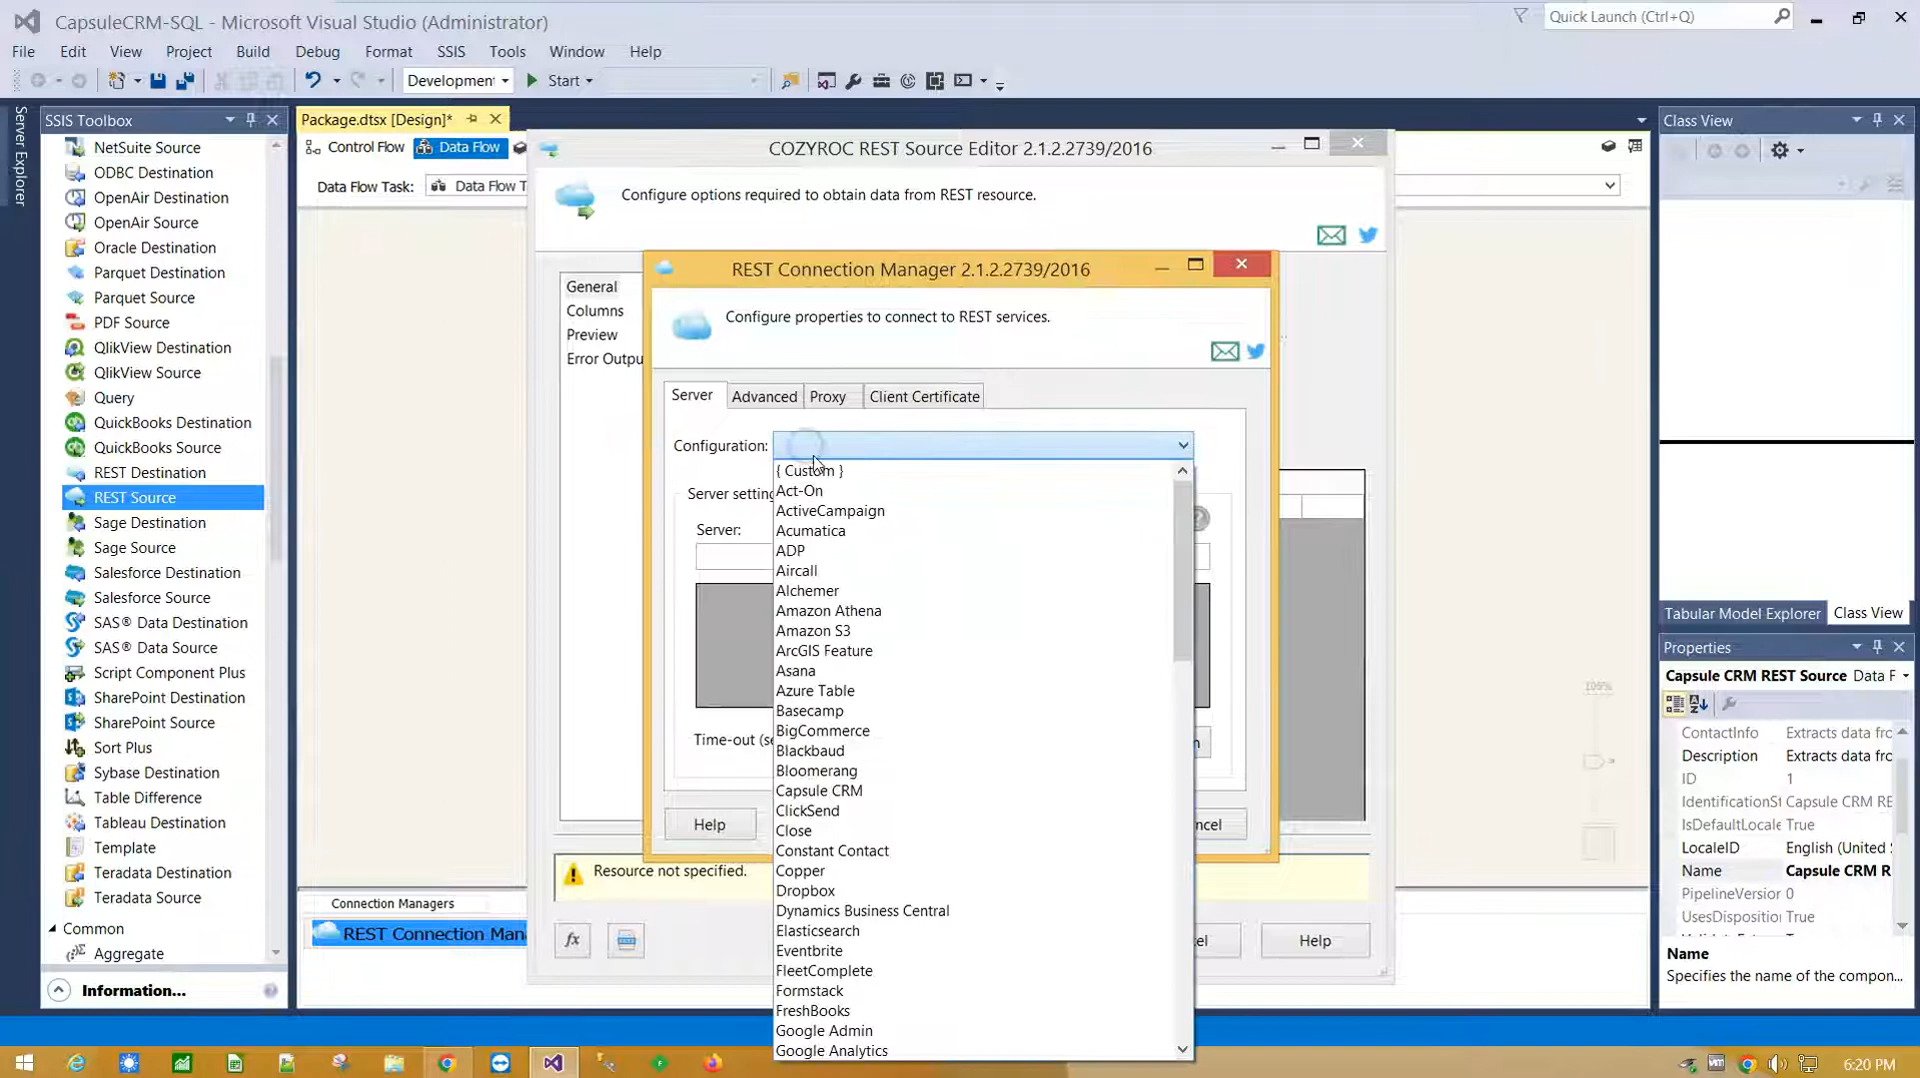 CapsuleCRM-SQL - Microsoft Visual Studio (Administrator)
Quick Launch (Ctrl+Q)
File Edit View Project Build Debug Format SSIS Tools Window Help
Development Start
Server Explorer
SSIS Toolbox
NetSuite Source
ODBC Destination
OpenAir Destination
OpenAir Source
Oracle Destination
Parquet Destination
Parquet Source
PDF Source
QlikView Destination
QlikView Source
Query
QuickBooks Destination
QuickBooks Source
REST Destination
REST Source
Sage Destination
Sage Source
Salesforce Destination
Salesforce Source
SAS® Data Destination
SAS® Data Source
Script Component Plus
SharePoint Destination
SharePoint Source
Sort Plus
Sybase Destination
Table Difference
Tableau Destination
Template
Teradata Destination
Teradata Source
Common
Aggregate
Information...
Package.dtsx [Design]*
Control Flow Data Flow
Data Flow Task: Data Flow T
COZYROC REST Source Editor 2.1.2.2739/2016
Configure options required to obtain data from REST resource.
General
Columns
Preview
Error Outpu
REST Connection Manager 2.1.2.2739/2016
Configure properties to connect to REST services.
Server Advanced Proxy Client Certificate
Configuration:
Server settin
Server:
Time-out (se
Help
ncel
{ Custom }
Act-On
ActiveCampaign
Acumatica
ADP
Aircall
Alchemer
Amazon Athena
Amazon S3
ArcGIS Feature
Asana
Azure Table
Basecamp
BigCommerce
Blackbaud
Bloomerang
Capsule CRM
ClickSend
Close
Constant Contact
Copper
Dropbox
Dynamics Business Central
Elasticsearch
Eventbrite
FleetComplete
Formstack
FreshBooks
Google Admin
Google Analytics
Resource not specified.
fx
el
Help
Connection Managers
REST Connection Man
100%
Class View
Tabular Model Explorer Class View
Properties
Capsule CRM REST Source Data F
ContactInfo Extracts data fro
Description Extracts data fro
ID 1
IdentificationSt Capsule CRM RE
IsDefaultLocale True
LocaleID English (United S
Name Capsule CRM R
PipelineVersion 0
UsesDisposition True
Name
Specifies the name of the compon...
6:20 PM